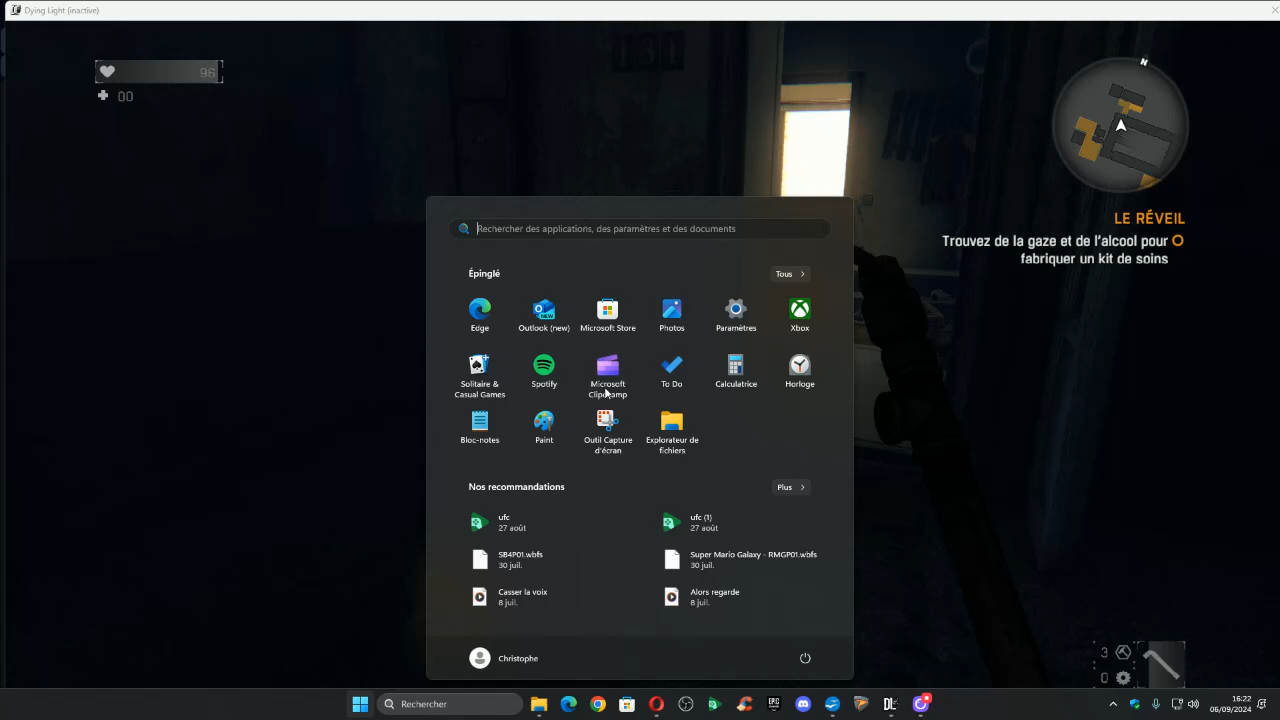 Dying Light (inactive)
96
00
030
N
LE RÉVEIL
Trouvez de la gaze et de l'alcool pour
fabriquer un kit de soins
Rechercher des applications, des paramètres et des documents
Épinglé
Tous
Edge
Outlook (new)
Microsoft Store
Photos
Paramètres
Xbox
Solitaire &
Casual Games
Spotify
Microsoft
Clipchamp
To Do
Calculatrice
Horloge
Bloc-notes
Paint
Outil Capture
d'écran
Explorateur de
fichiers
Nos recommandations
Plus
ufc
27 août
ufc (1)
27 août
SB4P01.wbfs
30 juil.
Super Mario Galaxy - RMGP01.wbfs
30 juil.
Casser la voix
8 juil.
Alors regarde
8 juil.
Christophe
3
0
Rechercher
EPIC
DL
16:22
06/09/2024